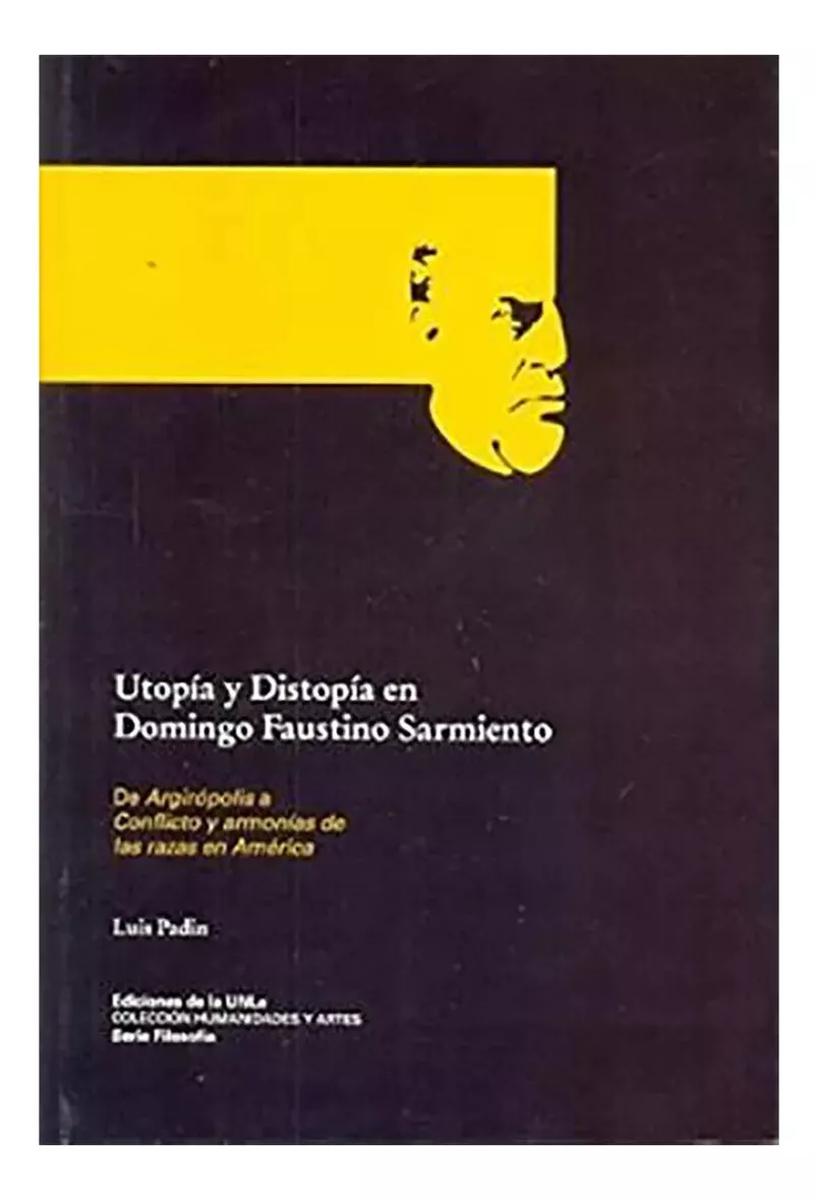 Utopía y Distopía en
Domingo Faustino Sarmiento
De Argirópolis a
Conflicto y armonías de
las razas en América
Luis Padín
Ediciones de la UNLa
COLECCIÓN HUMANIDADES Y ARTES
Serie Filosofía